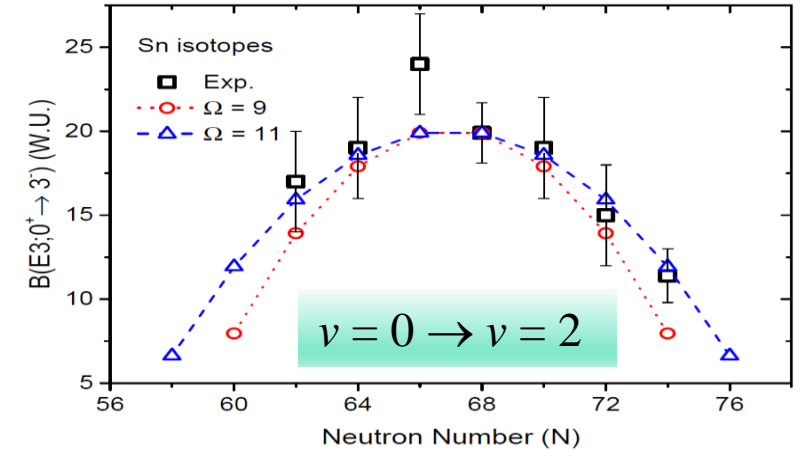 Sn isotopes
Exp.
Ω = 9
Ω = 11
B(E3;0⁺→ 3⁻) (W.U.)
25
20
15
10
5
v = 0 → v = 2
56 60 64 68 72 76
Neutron Number (N)